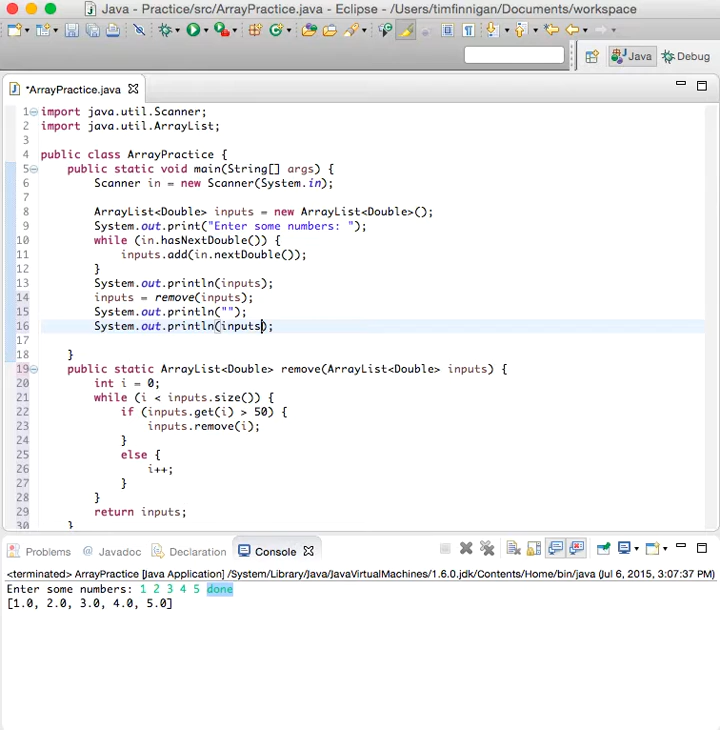 Java - Practice/src/ArrayPractice.java - Eclipse - /Users/timfinnigan/Documents/workspace
Java Debug
*ArrayPractice.java
1 import java.util.Scanner;
2 import java.util.ArrayList;
3
4 public class ArrayPractice {
5 public static void main(String[] args) {
6 Scanner in = new Scanner(System.in);
7
8 ArrayList<Double> inputs = new ArrayList<Double>();
9 System.out.print("Enter some numbers: ");
10 while (in.hasNextDouble()) {
11 inputs.add(in.nextDouble());
12 }
13 System.out.println(inputs);
14 inputs = remove(inputs);
15 System.out.println("");
16 System.out.println(inputs);
17
18 }
19 public static ArrayList<Double> remove(ArrayList<Double> inputs) {
20 int i = 0;
21 while (i < inputs.size()) {
22 if (inputs.get(i) > 50) {
23 inputs.remove(i);
24 }
25 else {
26 i++;
27 }
28 }
29 return inputs;
30 }
Problems @ Javadoc Declaration Console
<terminated> ArrayPractice [Java Application] /System/Library/Java/JavaVirtualMachines/1.6.0.jdk/Contents/Home/bin/java (Jul 6, 2015, 3:07:37 PM)
Enter some numbers: 1 2 3 4 5 done
[1.0, 2.0, 3.0, 4.0, 5.0]